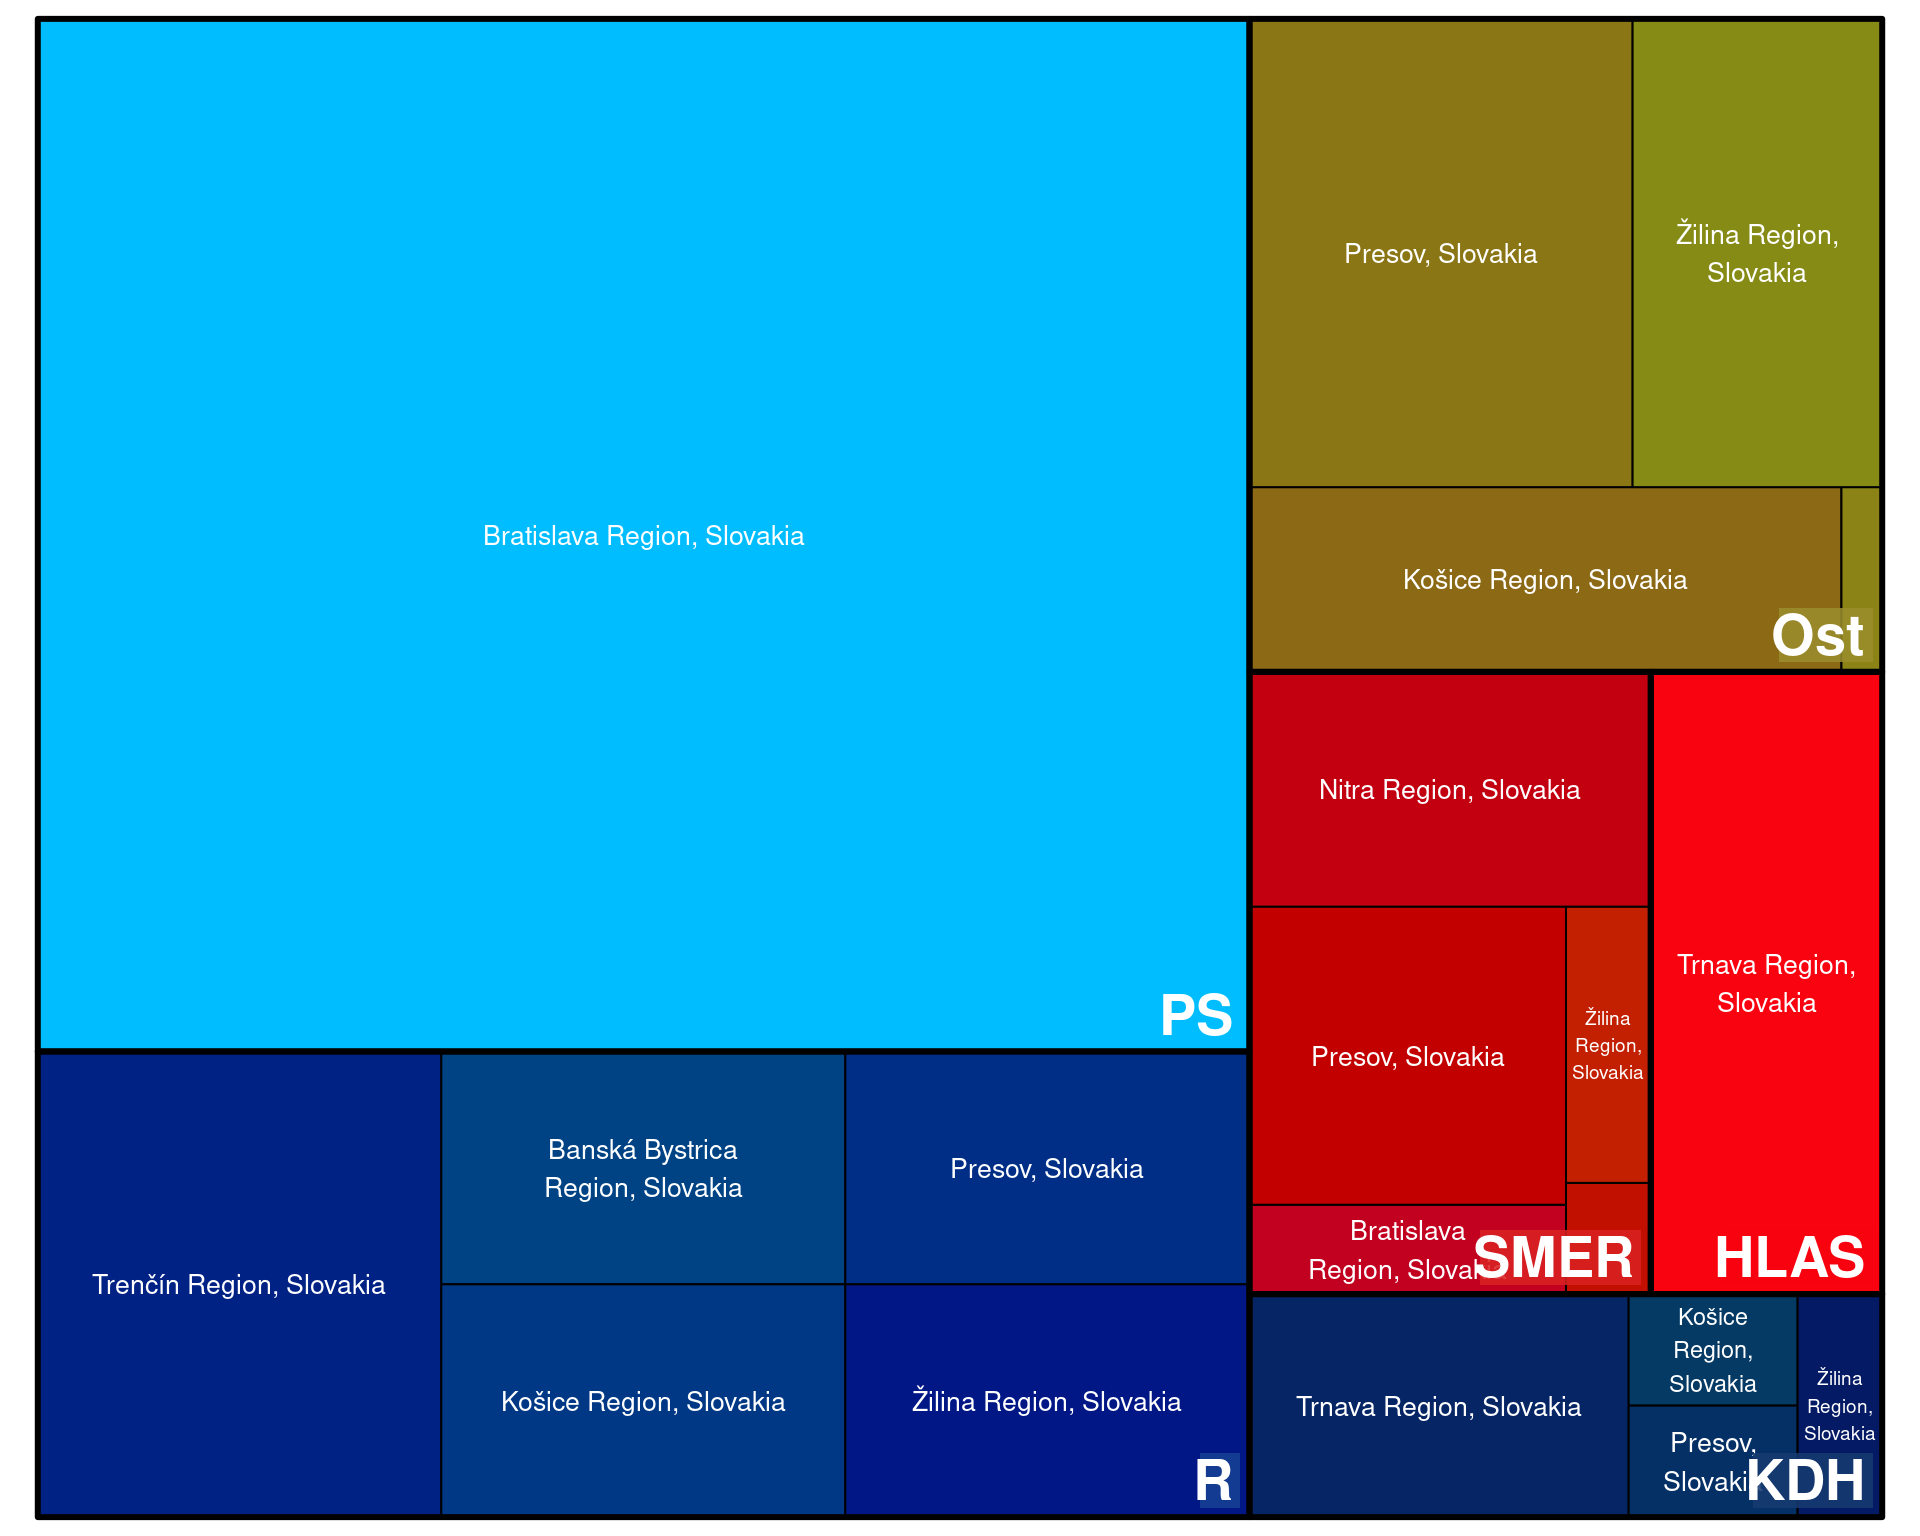 Bratislava Region, Slovakia
PS
Presov, Slovakia
Žilina Region,
Slovakia
Košice Region, Slovakia
Ost
Nitra Region, Slovakia
Presov, Slovakia
Žilina
Region,
Slovakia
Bratislava
Region, Slovakia
SMER
Trnava Region,
Slovakia
HLAS
Trenčín Region, Slovakia
Banská Bystrica
Region, Slovakia
Presov, Slovakia
Košice Region, Slovakia
Žilina Region, Slovakia
R
Trnava Region, Slovakia
Košice
Region,
Slovakia
Presov,
Slovakia
Žilina
Region,
Slovakia
KDH